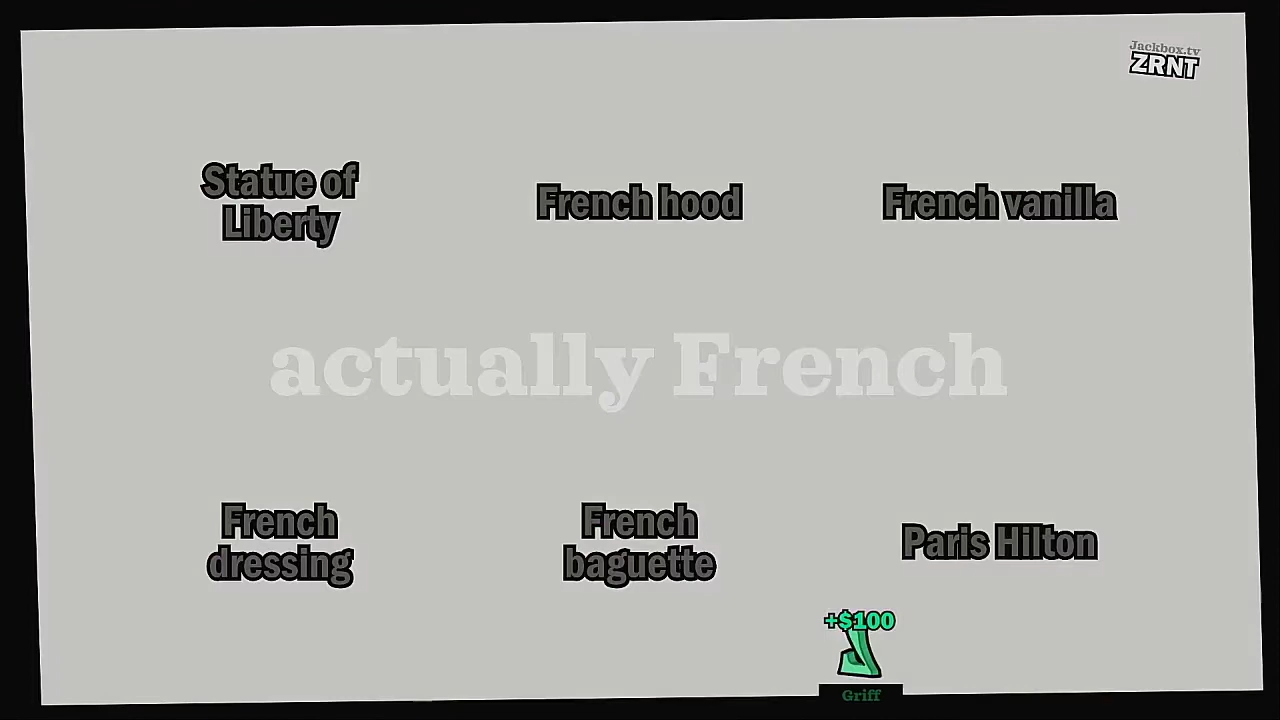 Jackbox.tv
ZRNT
Statue of
Liberty
French hood
French vanilla
actually French
French
dressing
French
baguette
Paris Hilton
+$100
Griff